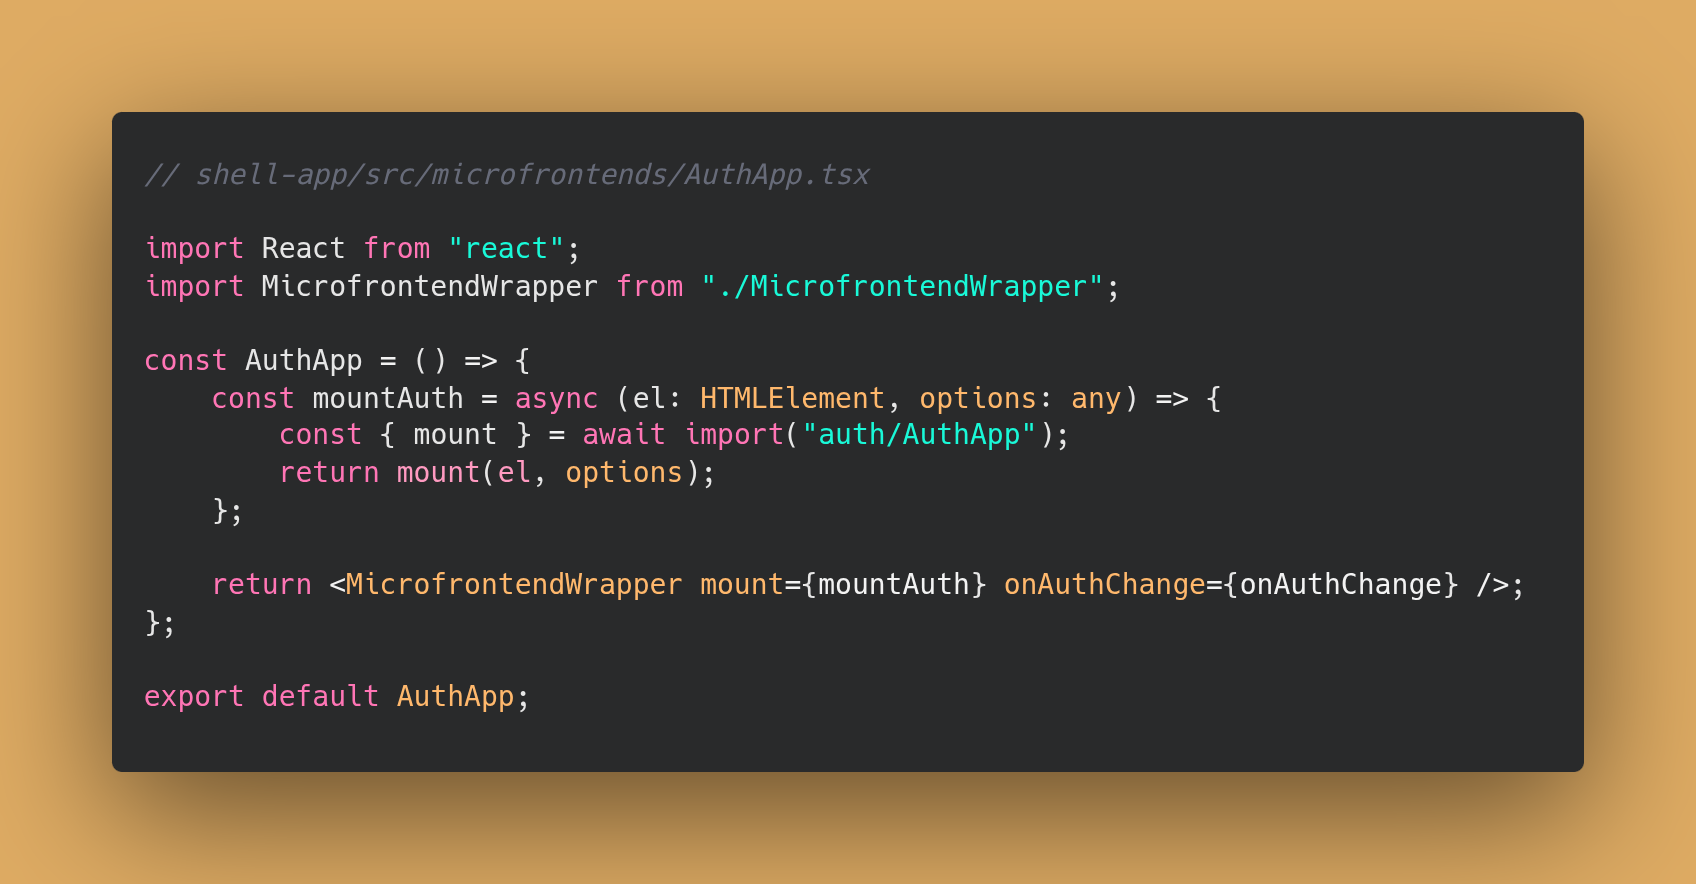 // shell-app/src/microfrontends/AuthApp.tsx
import React from "react";
import MicrofrontendWrapper from "./MicrofrontendWrapper";
const AuthApp = () => {
    const mountAuth = async (el: HTMLElement, options: any) => {
        const { mount } = await import("auth/AuthApp");
        return mount(el, options);
    };
    return <MicrofrontendWrapper mount={mountAuth} onAuthChange={onAuthChange} />;
};
export default AuthApp;